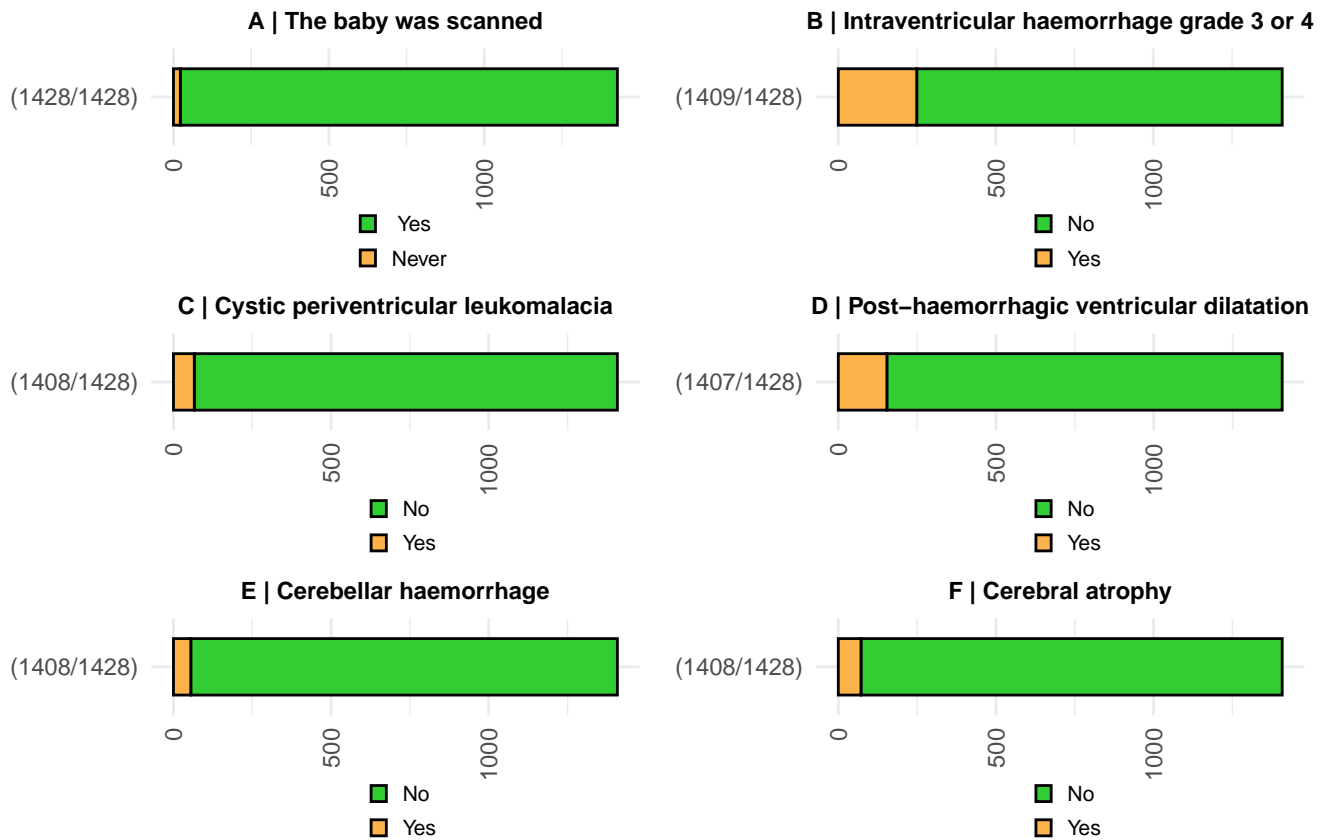 A | The baby was scanned
(1428/1428)
0
500
1000
Yes
Never
B | Intraventricular haemorrhage grade 3 or 4
(1409/1428)
0
500
1000
No
Yes
C | Cystic periventricular leukomalacia
(1408/1428)
0
500
1000
No
Yes
D | Post−haemorrhagic ventricular dilatation
(1407/1428)
0
500
1000
No
Yes
E | Cerebellar haemorrhage
(1408/1428)
0
500
1000
No
Yes
F | Cerebral atrophy
(1408/1428)
0
500
1000
No
Yes